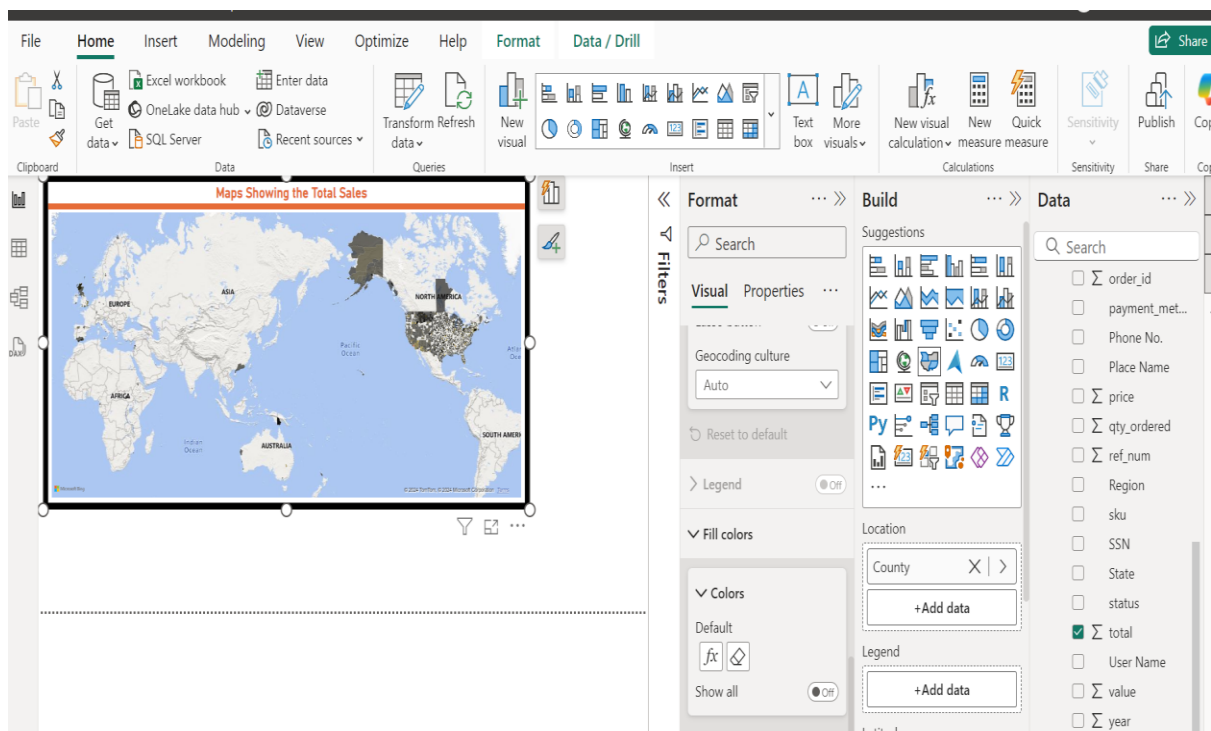 File Home Insert Modeling View Optimize Help Format Data / Drill Share
Paste
Get data
Excel workbook
OneLake data hub
SQL Server
Enter data
Dataverse
Recent sources
Transform data
Refresh
New visual
Text box
More visuals
New visual calculation
New measure
Quick measure
Sensitivity
Publish
Clipboard Data Queries Insert Calculations Sensitivity Share
Maps Showing the Total Sales
EUROPE
ASIA
NORTH AMERICA
Pacific
Ocean
AFRICA
Indian
Ocean
AUSTRALIA
Microsoft Bing
Filters
Format
Search
Visual Properties
Geocoding culture
Auto
Reset to default
Legend Off
Fill colors
Colors
Default
fx
Show all Off
Build
Suggestions
123
R
Py
Location
County
+Add data
Legend
+Add data
Data
Search
order_id
payment_met...
Phone No.
Place Name
price
qty_ordered
ref_num
Region
sku
SSN
State
status
total
User Name
value
year